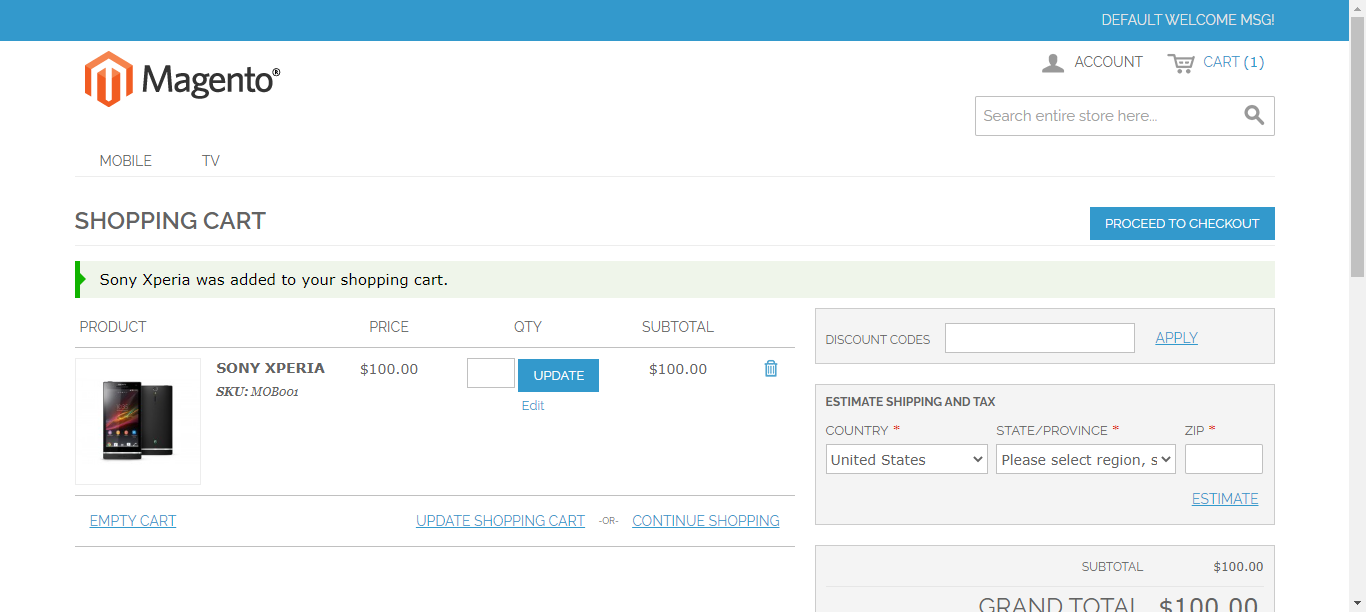 DEFAULT WELCOME MSG!
Magento®
ACCOUNT
CART (1)
Search entire store here...
MOBILE
TV
SHOPPING CART
PROCEED TO CHECKOUT
Sony Xperia was added to your shopping cart.
PRODUCT PRICE QTY SUBTOTAL
SONY XPERIA $100.00 UPDATE $100.00
SKU: MOB001
Edit
EMPTY CART UPDATE SHOPPING CART -OR- CONTINUE SHOPPING
DISCOUNT CODES APPLY
ESTIMATE SHIPPING AND TAX
COUNTRY * STATE/PROVINCE * ZIP *
United States Please select region, s
ESTIMATE
SUBTOTAL $100.00
GRAND TOTAL $100.00